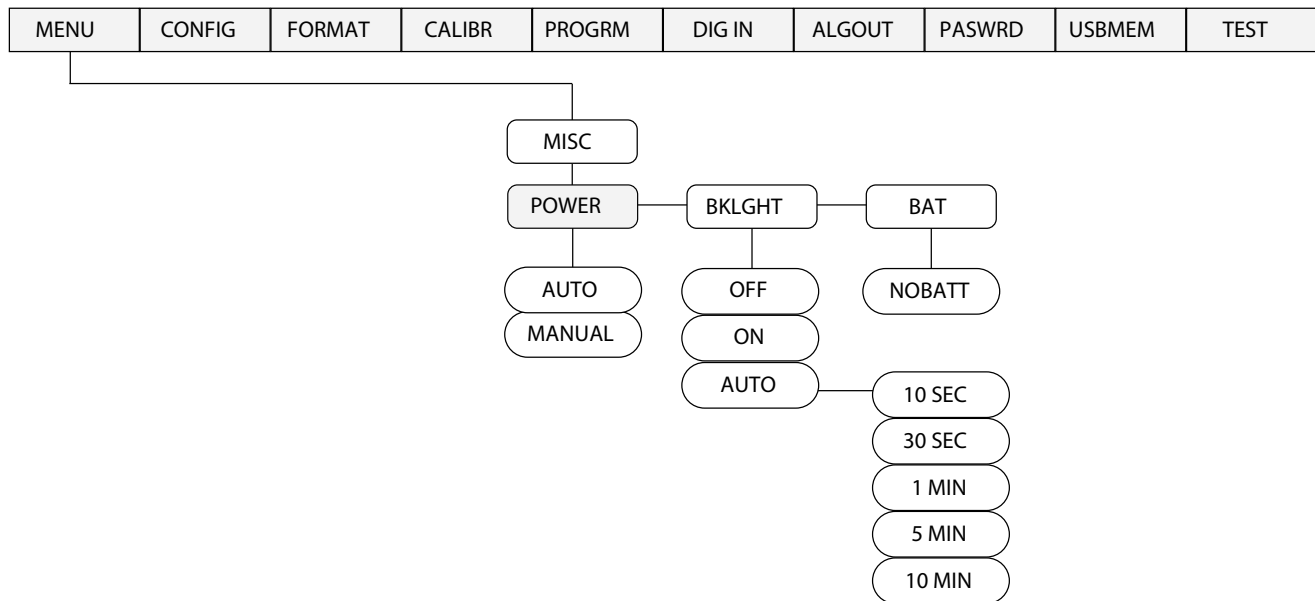 MENU CONFIG FORMAT CALIBR PROGRM DIG IN ALGOUT PASWRD USBMEM TEST
MISC
POWER BKLGHT BAT
AUTO OFF NOBATT
MANUAL ON
AUTO 10 SEC
30 SEC
1 MIN
5 MIN
10 MIN